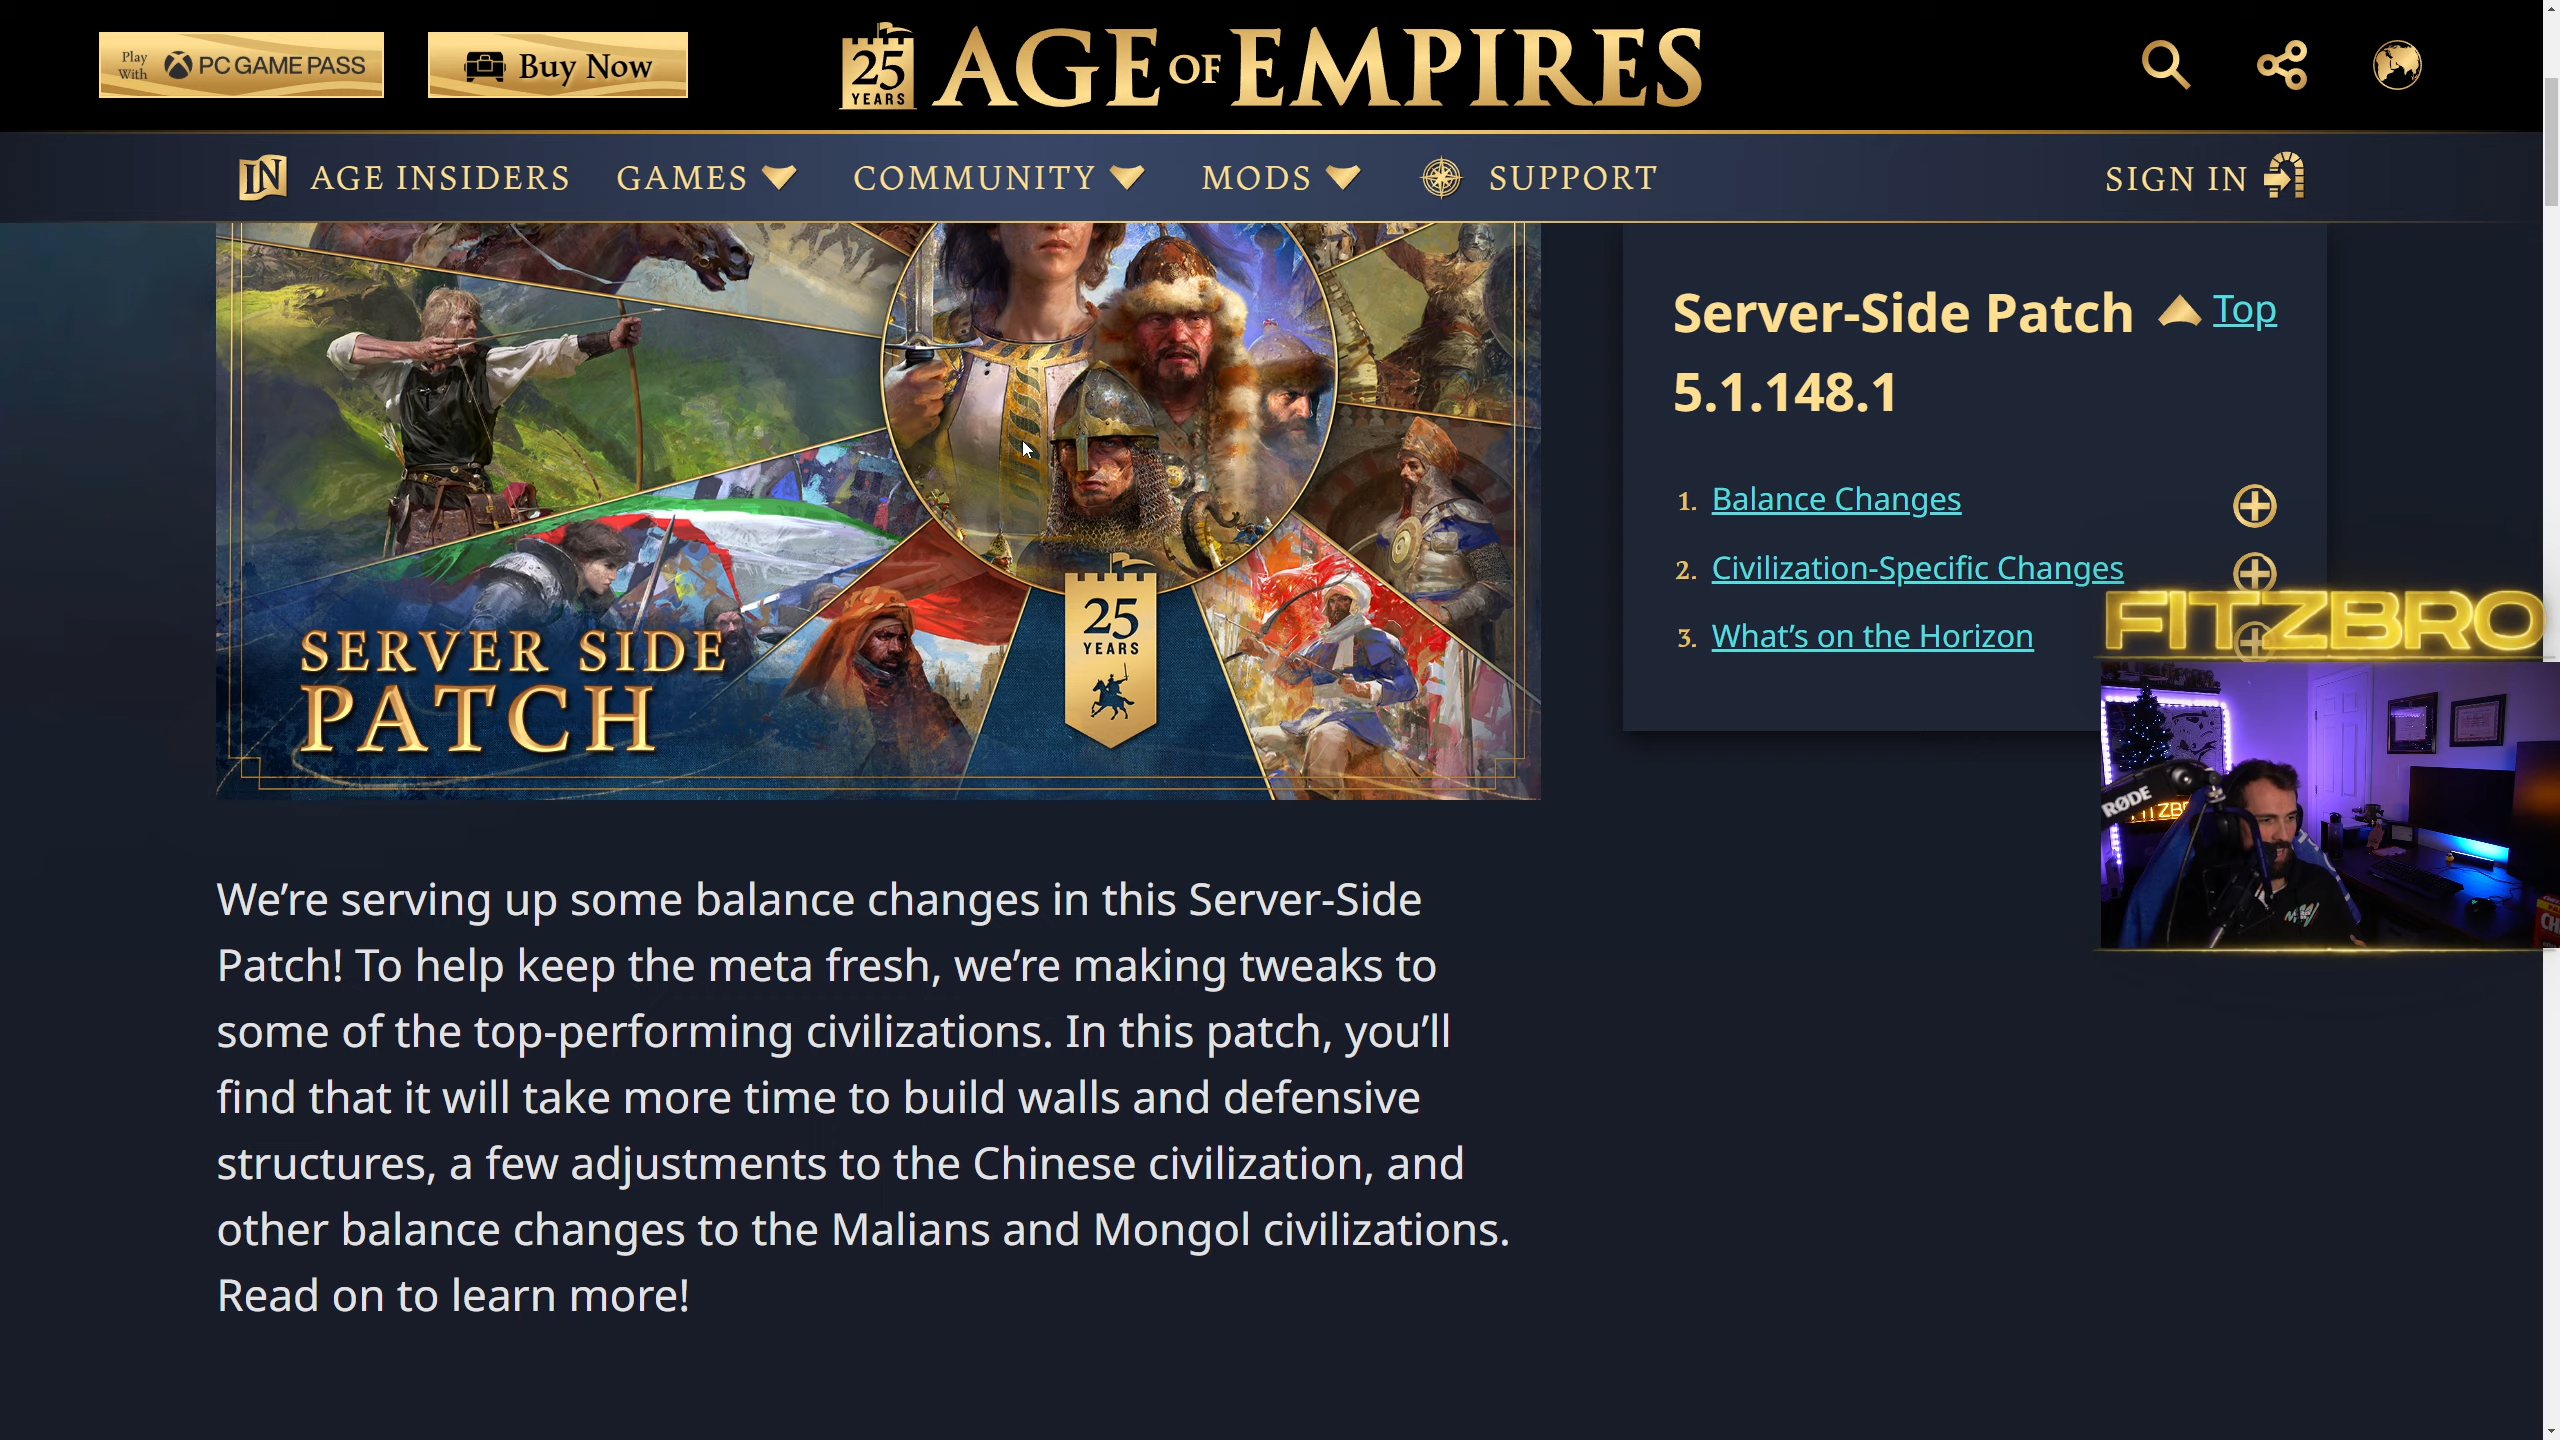 Play With PC GAME PASS
Buy Now
25 YEARS
AGE OF EMPIRES
IN AGE INSIDERS
GAMES
COMMUNITY
MODS
SUPPORT
SIGN IN
SERVER SIDE
PATCH
25
YEARS
Server-Side Patch
5.1.148.1
Top
1. Balance Changes
2. Civilization-Specific Changes
3. What’s on the Horizon
FITZBRO
RØDE
We’re serving up some balance changes in this Server-Side
Patch! To help keep the meta fresh, we’re making tweaks to
some of the top-performing civilizations. In this patch, you’ll
find that it will take more time to build walls and defensive
structures, a few adjustments to the Chinese civilization, and
other balance changes to the Malians and Mongol civilizations.
Read on to learn more!